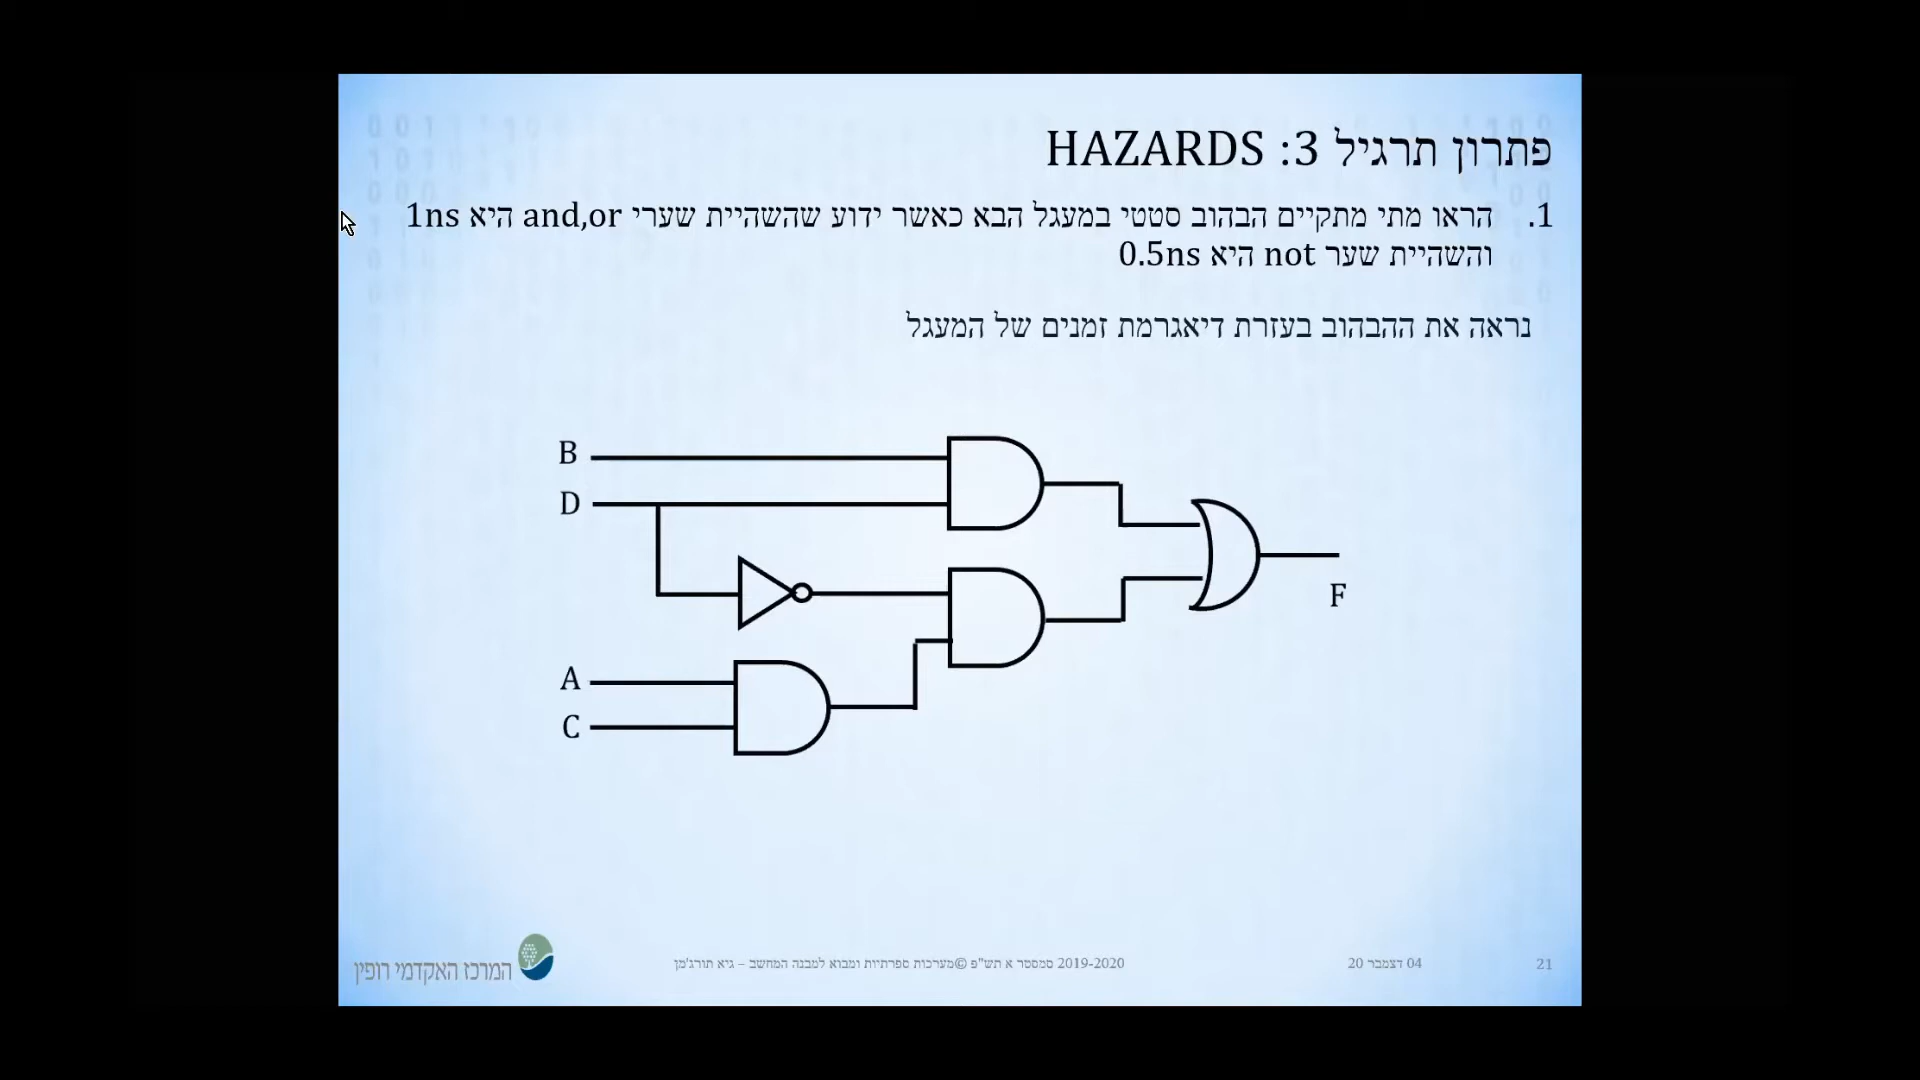 פתרון תרגיל 3: HAZARDS
1. הראו מתי מתקיים הבהוב סטטי במעגל הבא כאשר ידוע שהשהיית שערי and,or היא 1ns
והשהיית שער not היא 0.5ns
נראה את ההבהוב בעזרת דיאגרמת זמנים של המעגל
B
D
F
A
C
המרכז האקדמי רופין
2019-2020 סמסטר א תש"פ ©מערכות ספרתיות ומבוא למבנה המחשב – גיא תורג'מן
04 דצמבר 20
21